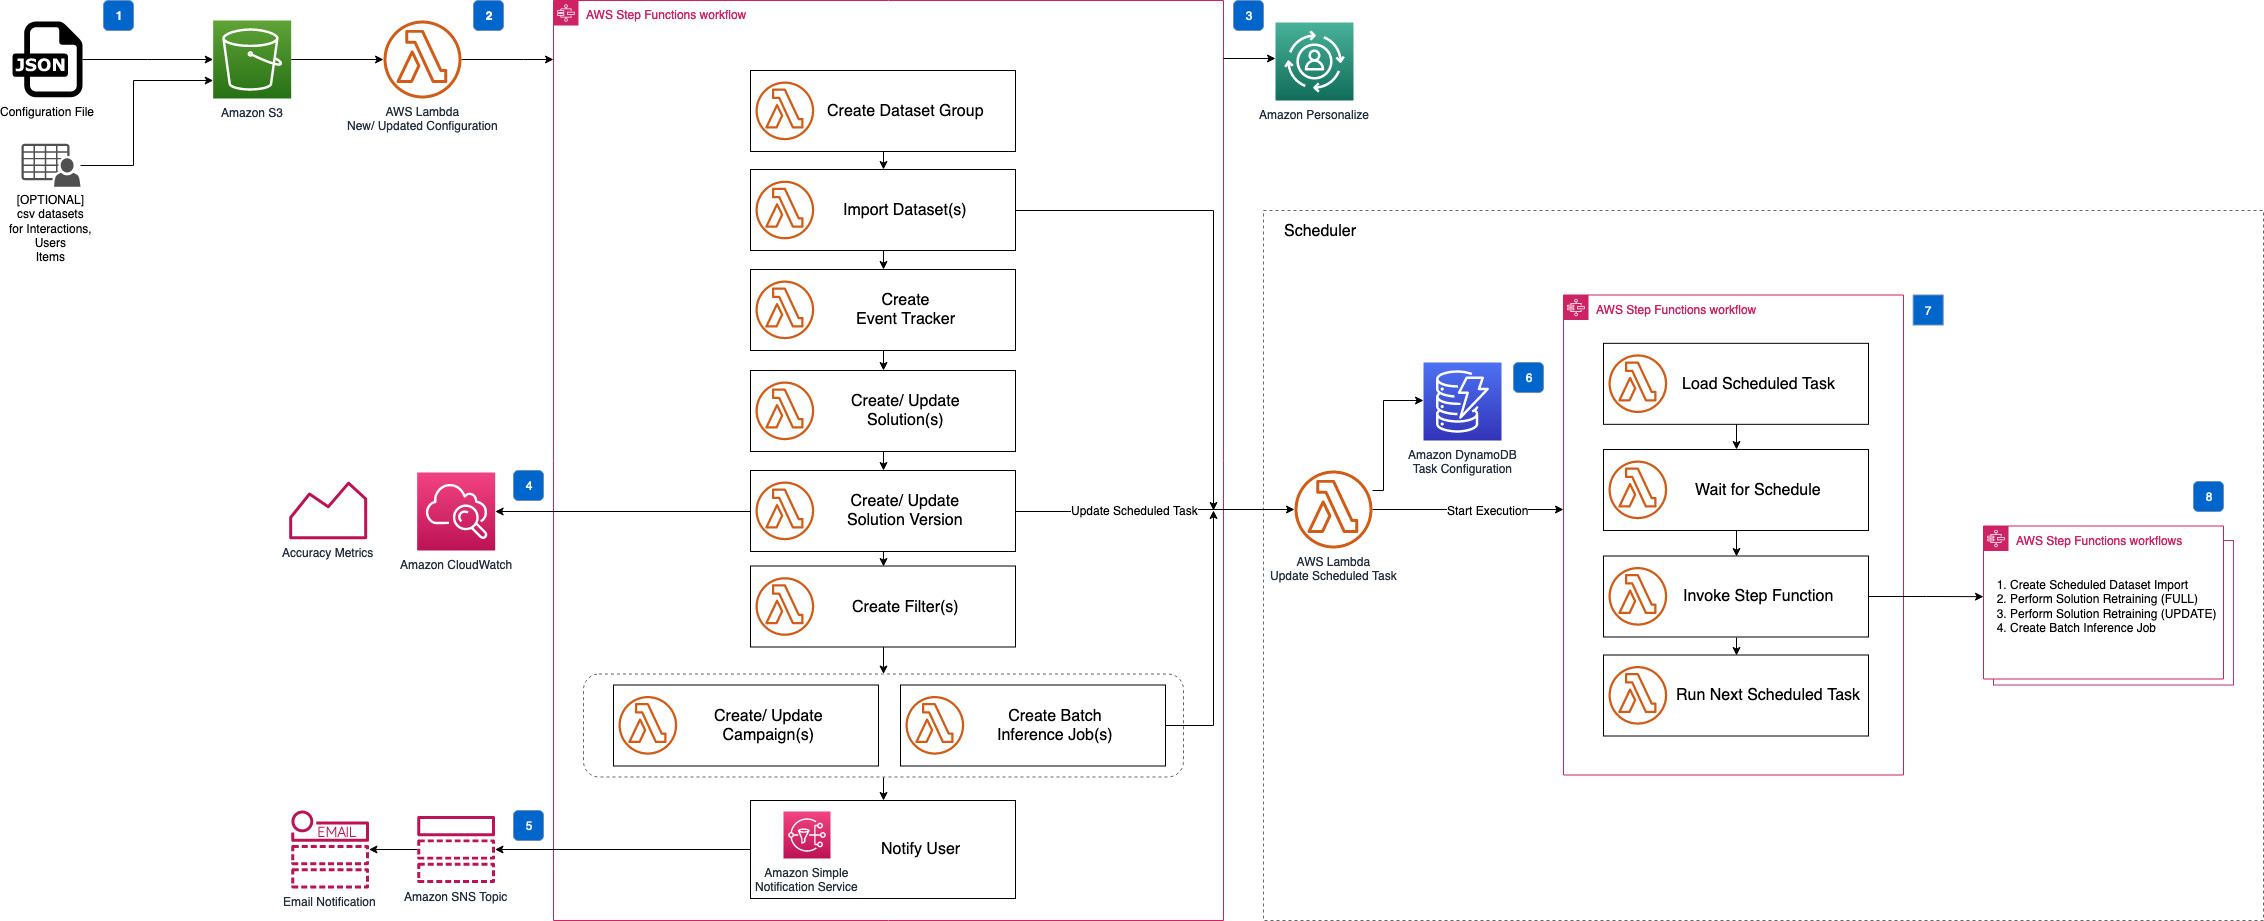 1
JSON
Configuration File
[OPTIONAL]
csv datasets
for Interactions,
Users
Items
Amazon S3
2
AWS Lambda
New/ Updated Configuration
AWS Step Functions workflow
Create Dataset Group
Import Dataset(s)
Create
Event Tracker
Create/ Update
Solution(s)
Create/ Update
Solution Version
Create Filter(s)
Create/ Update
Campaign(s)
Create Batch
Inference Job(s)
Amazon Simple
Notification Service
Notify User
3
Amazon Personalize
4
Accuracy Metrics
Amazon CloudWatch
5
EMAIL
Email Notification
Amazon SNS Topic
Update Scheduled Task
Scheduler
AWS Lambda
Update Scheduled Task
6
Amazon DynamoDB
Task Configuration
Start Execution
7
AWS Step Functions workflow
Load Scheduled Task
Wait for Schedule
Invoke Step Function
Run Next Scheduled Task
8
AWS Step Functions workflows
1. Create Scheduled Dataset Import
2. Perform Solution Retraining (FULL)
3. Perform Solution Retraining (UPDATE)
4. Create Batch Inference Job